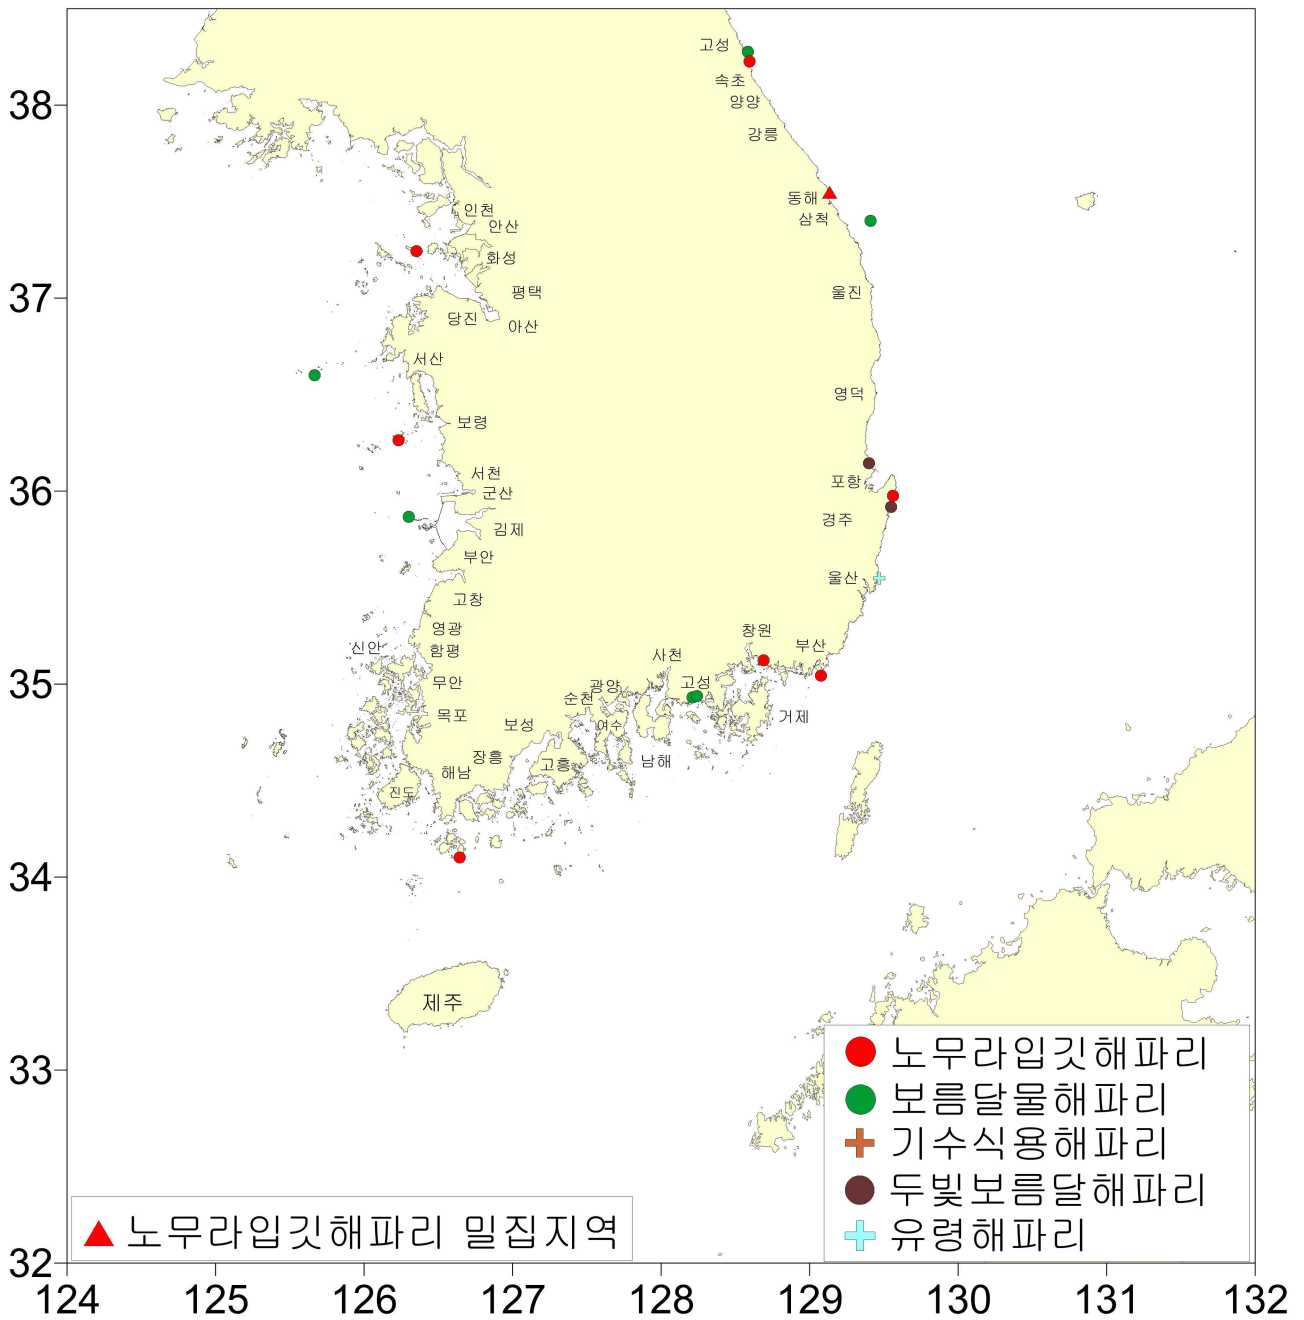 고성
속초
38
양양
강릉
동해
삼척
인천
안산
화성
37
평택
울진
당진
아산
서산
영덕
보령
서천
포항
36
군산
경주
김제
부안
울산
고창
영광
창원
신안
함평
부산
사천
35
무안
광양
고성
순천
목포
거제
보성
여수
장흥
고흥
남해
해남
진도
34
제주
33
노무라입깃해파리
보름달물해파리
기수식용해파리
두빛보름달해파리
유령해파리
노무라입깃해파리 밀집지역
32
124 125 126 127 128 129 130 131 132